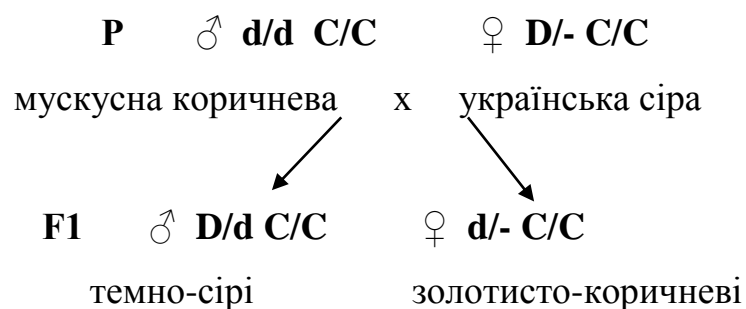 P ♂ d/d C/C ♀ D/- C/C
мускусна коричнева х українська сіра
F1 ♂ D/d C/C ♀ d/- C/C
темно-сірі золотисто-коричневі